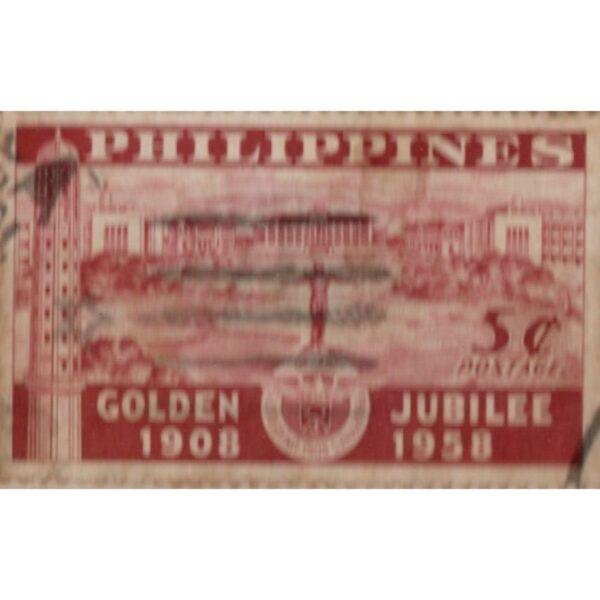 PHILIPPINES
5¢
POSTAGE
GOLDEN JUBILEE
1908 1958